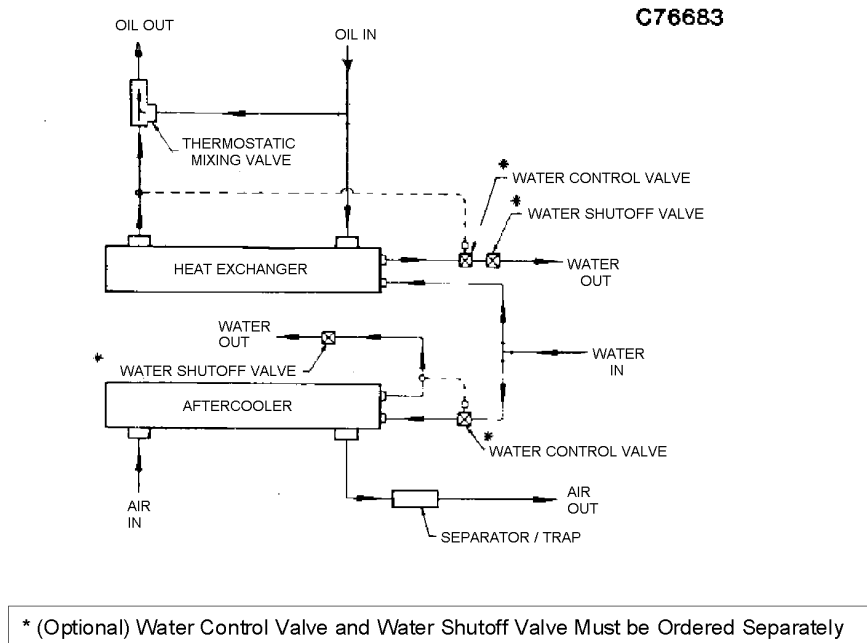 C76683
OIL OUT
OIL IN
THERMOSTATIC
MIXING VALVE
*
WATER CONTROL VALVE
*
WATER SHUTOFF VALVE
HEAT EXCHANGER
WATER
OUT
WATER
OUT
WATER
IN
*
WATER SHUTOFF VALVE
AFTERCOOLER
*
WATER CONTROL VALVE
AIR
IN
AIR
OUT
SEPARATOR / TRAP
* (Optional) Water Control Valve and Water Shutoff Valve Must be Ordered Separately